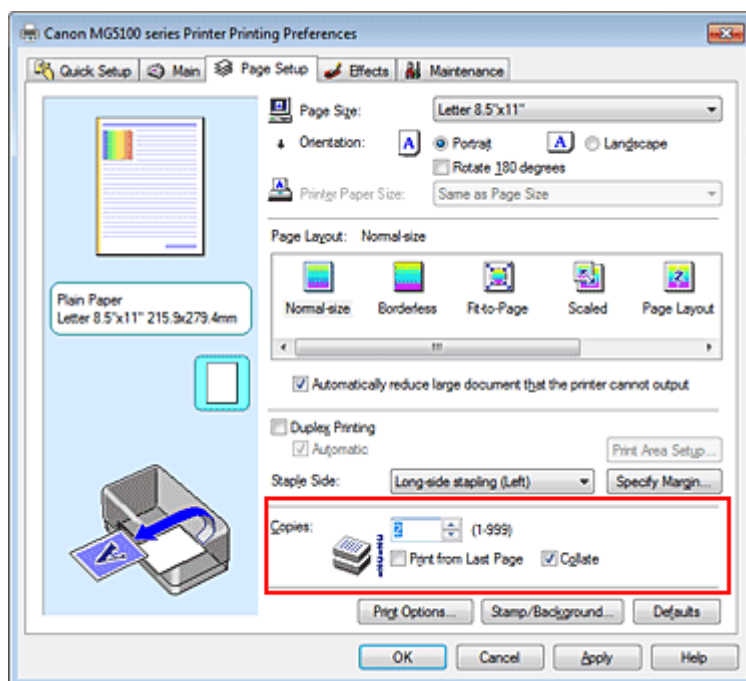 Canon MG5100 series Printer Printing Preferences
Quick Setup Main Page Setup Effects Maintenance
Page Size: Letter 8.5"x11"
Orientation: A Portrait A Landscape
Rotate 180 degrees
Printer Paper Size: Same as Page Size
Page Layout: Normal-size
Normal-size Borderless Fit-to-Page Scaled Page Layout
Plain Paper
Letter 8.5"x11" 215.9x279.4mm
Automatically reduce large document that the printer cannot output
Duplex Printing
Automatic Print Area Setup...
Staple Side: Long-side stapling (Left) Specify Margin...
Copies: 2 (1-999)
Print from Last Page Collate
Print Options... Stamp/Background... Defaults
OK Cancel Apply Help